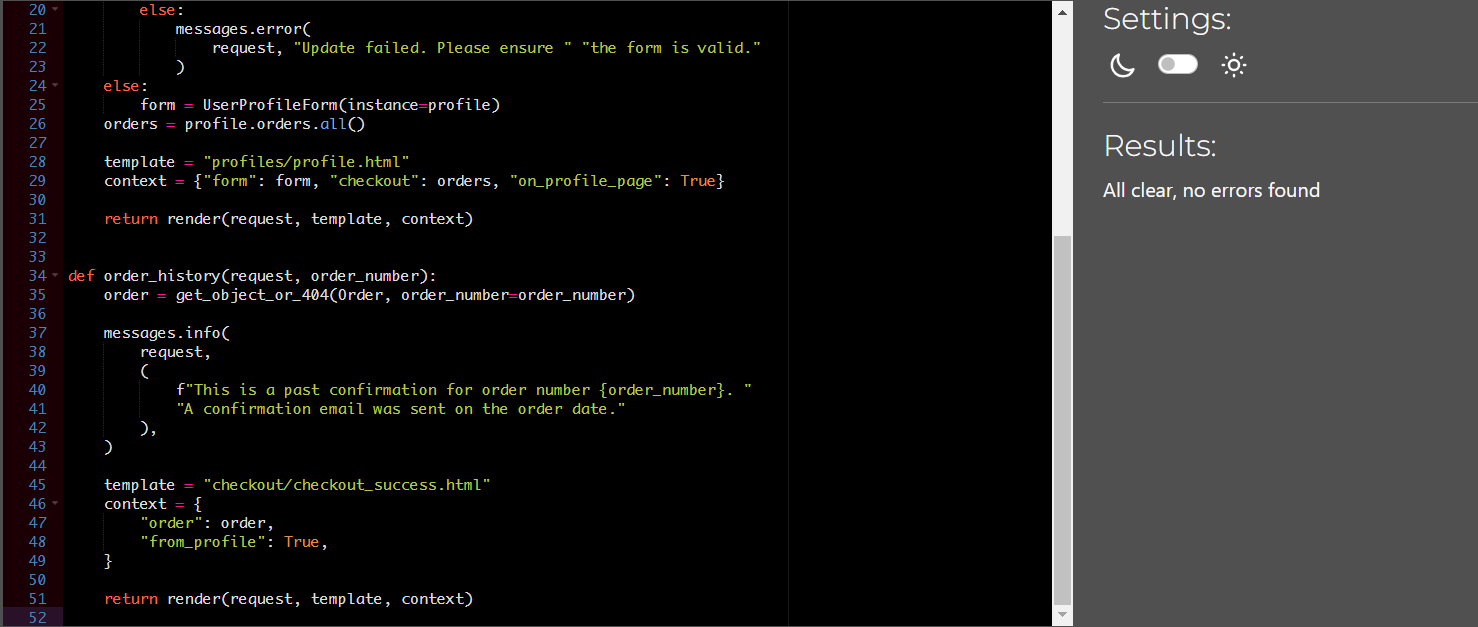 20 else:
21 messages.error(
22 request, "Update failed. Please ensure " "the form is valid."
23 )
24 else:
25 form = UserProfileForm(instance=profile)
26 orders = profile.orders.all()
27
28 template = "profiles/profile.html"
29 context = {"form": form, "checkout": orders, "on_profile_page": True}
30
31 return render(request, template, context)
32
33
34 def order_history(request, order_number):
35 order = get_object_or_404(Order, order_number=order_number)
36
37 messages.info(
38 request,
39 (
40 f"This is a past confirmation for order number {order_number}. "
41 "A confirmation email was sent on the order date."
42 ),
43 )
44
45 template = "checkout/checkout_success.html"
46 context = {
47 "order": order,
48 "from_profile": True,
49 }
50
51 return render(request, template, context)
52
Settings:
Results:
All clear, no errors found